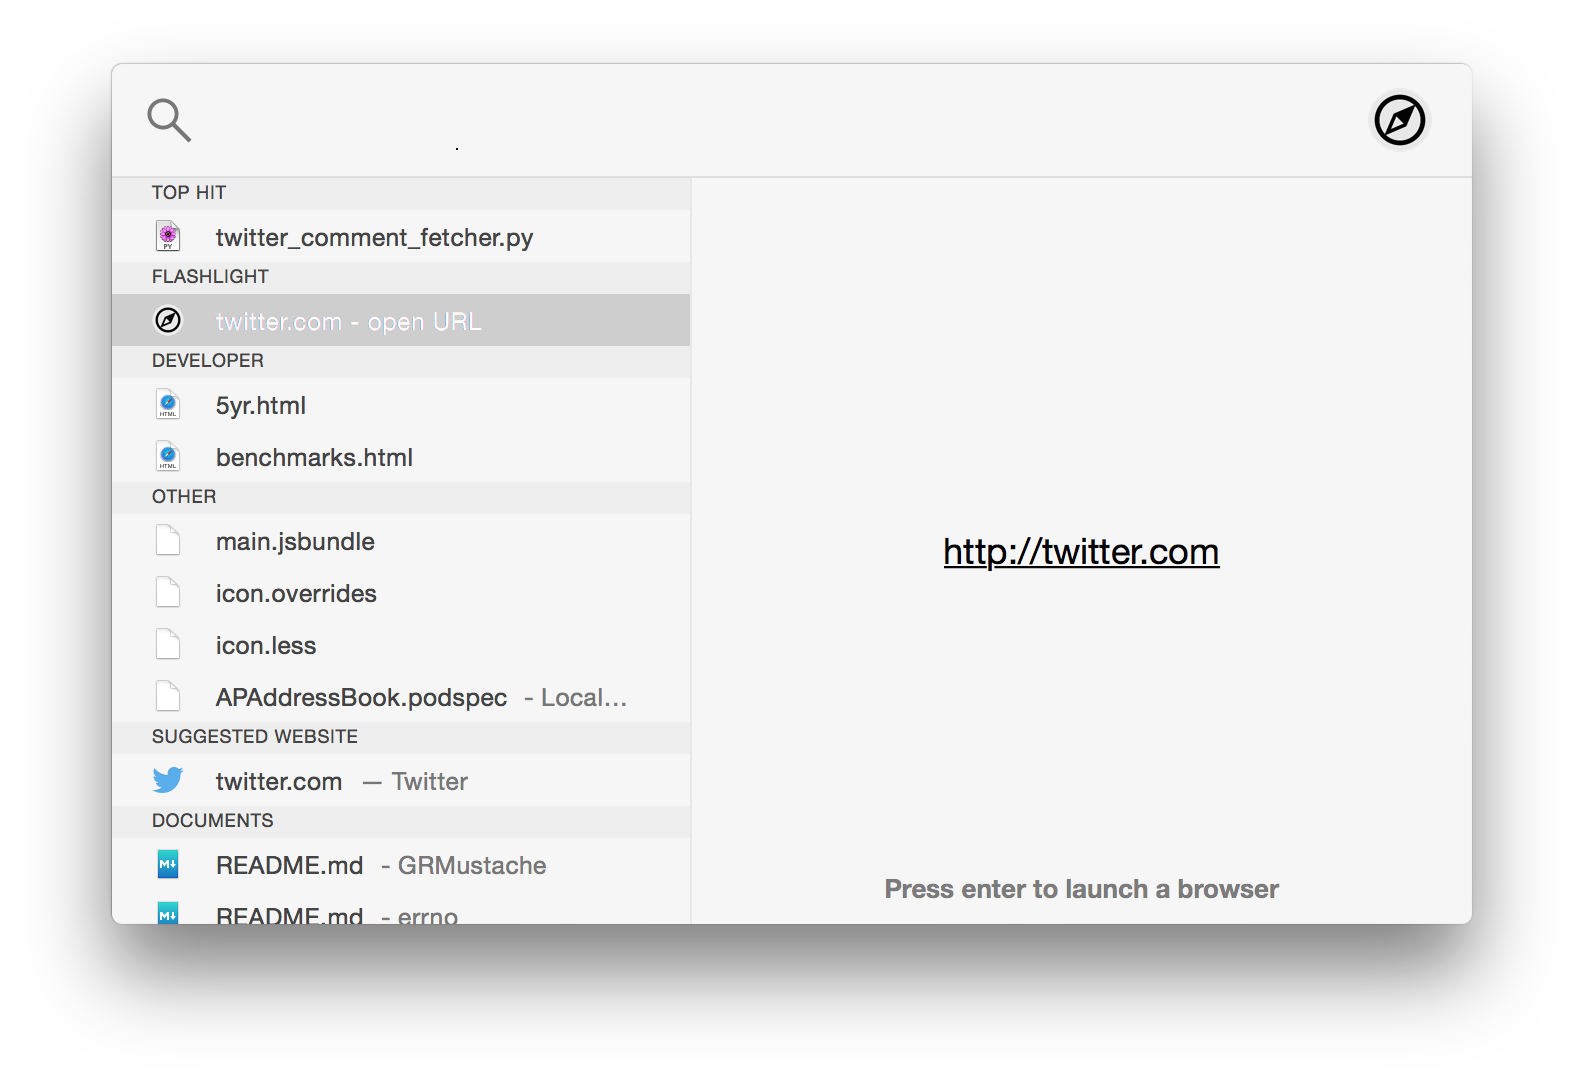 TOP HIT
twitter_comment_fetcher.py
FLASHLIGHT
twitter.com - open URL
DEVELOPER
5yr.html
benchmarks.html
OTHER
main.jsbundle
icon.overrides
icon.less
APAddressBook.podspec - Local...
SUGGESTED WEBSITE
twitter.com — Twitter
DOCUMENTS
README.md - GRMustache
README.md - errno
http://twitter.com
Press enter to launch a browser